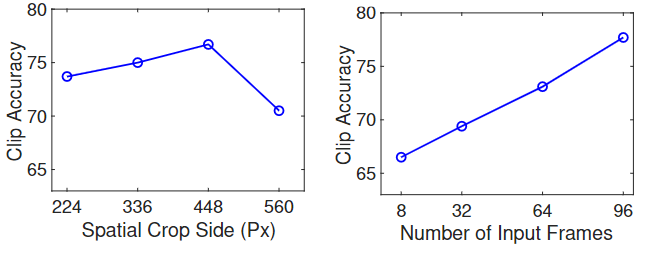 80
75
70
65
Clip Accuracy
224 336 448 560
Spatial Crop Side (Px)
80
75
70
65
Clip Accuracy
8 32 64 96
Number of Input Frames